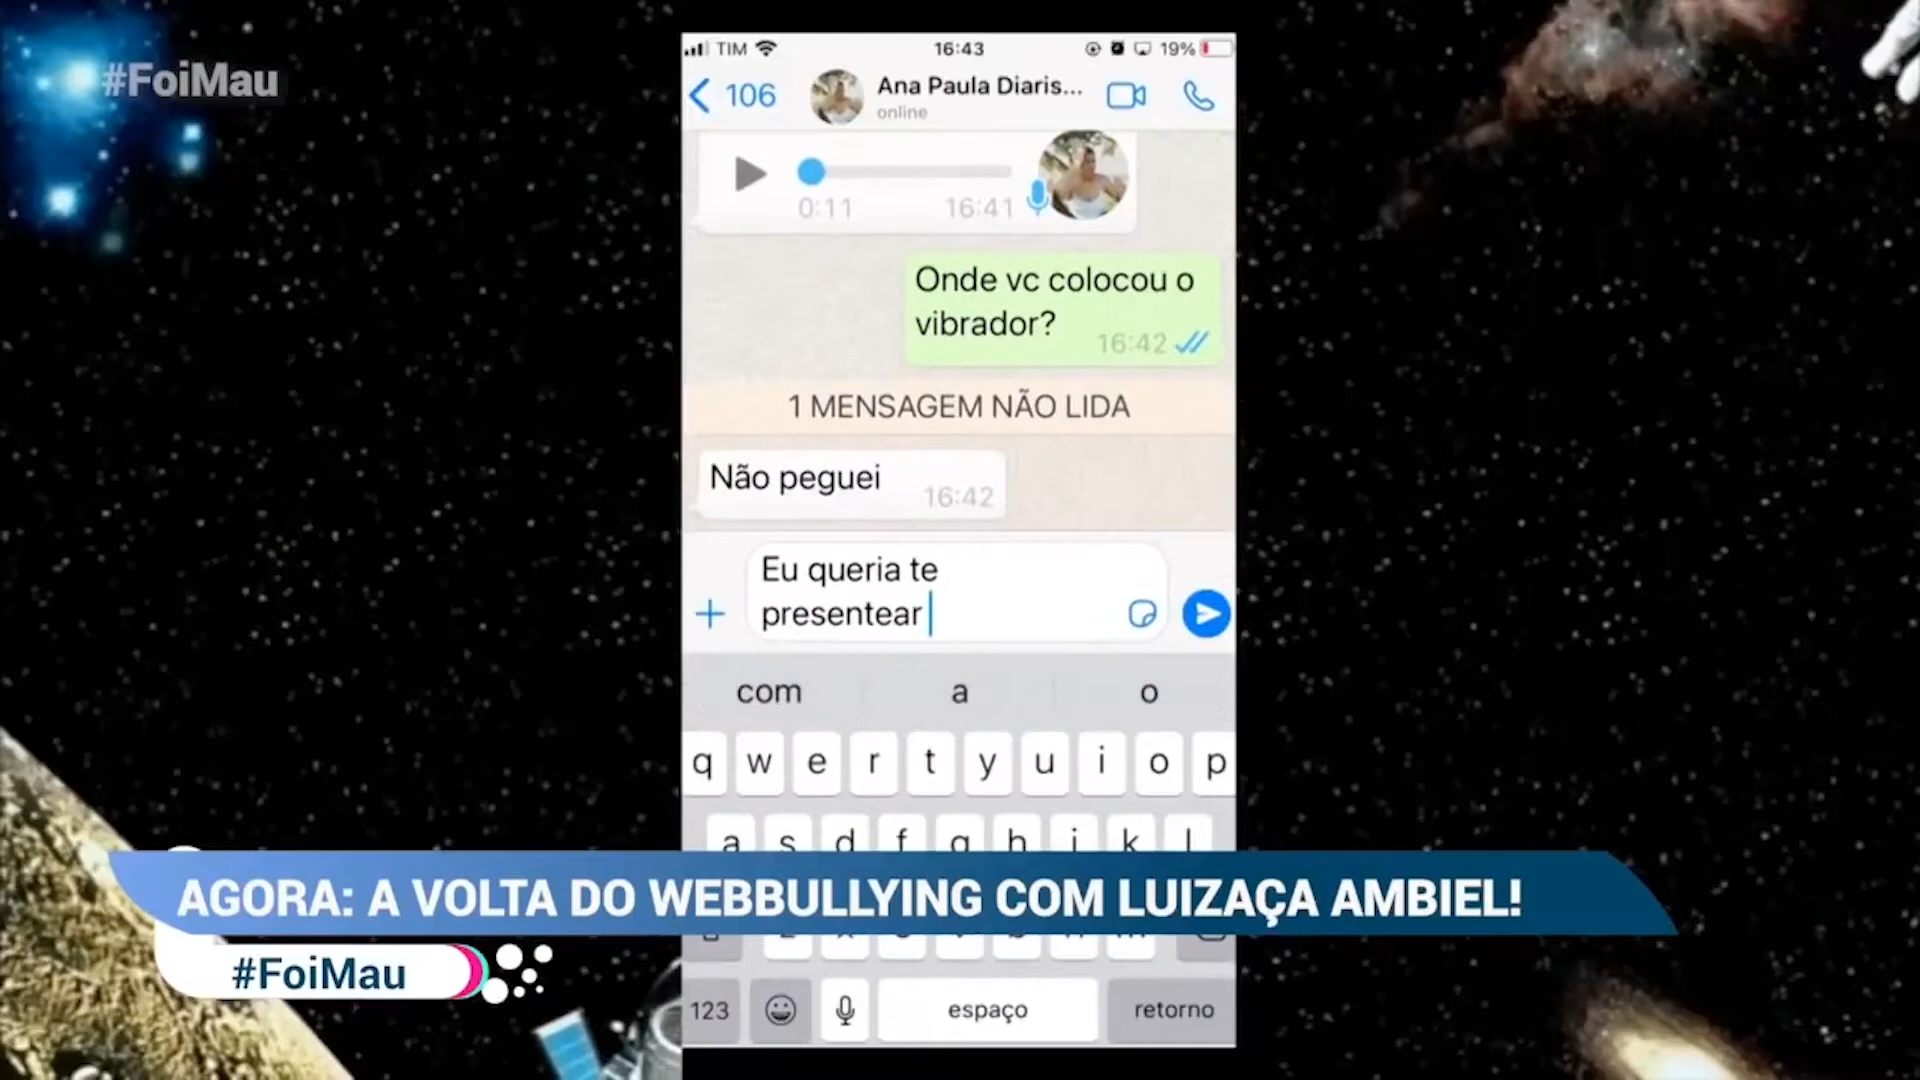 #FoiMau
TIM
16:43
19%
106
Ana Paula Diaris...
online
0:11
16:41
Onde vc colocou o
vibrador?
16:42
1 MENSAGEM NÃO LIDA
Não peguei
16:42
Eu queria te
presentear
com a o
q w e r t y u i o p
a s d f g h j k l
AGORA: A VOLTA DO WEBBULLYING COM LUIZAÇA AMBIEL!
#FoiMau
123
espaço
retorno